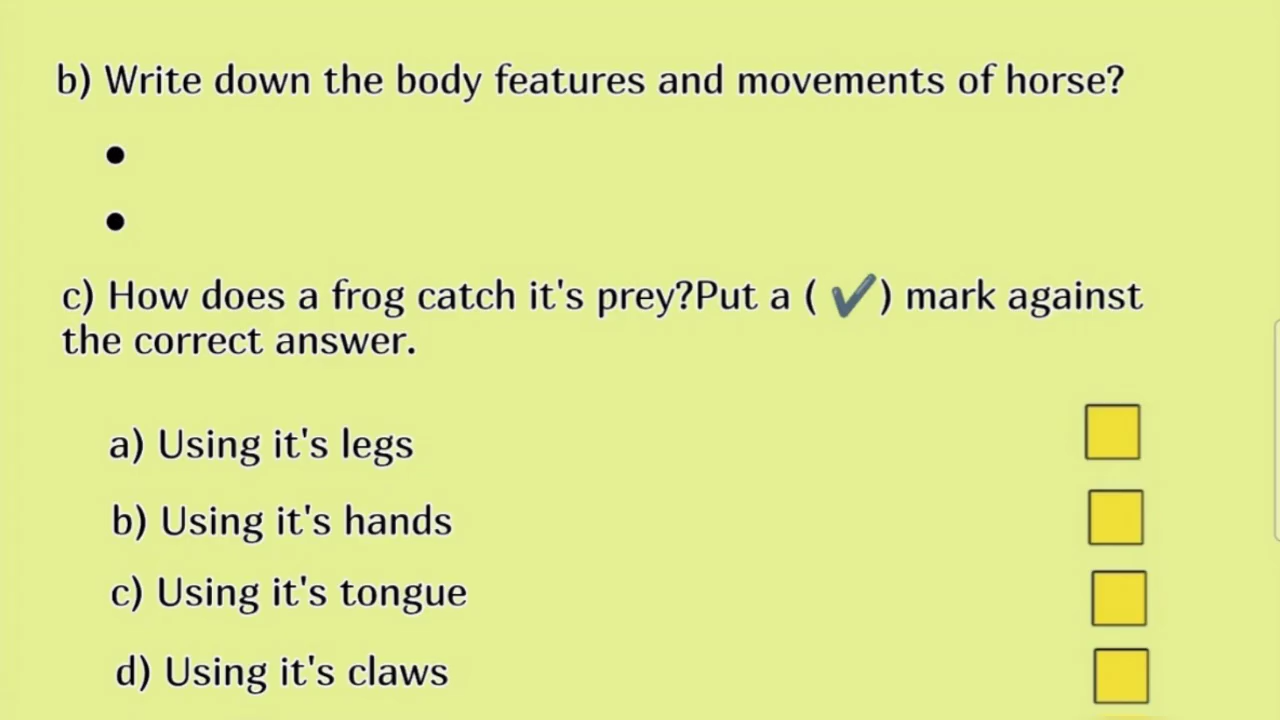 b) Write down the body features and movements of horse?
•
•
c) How does a frog catch it's prey?Put a ( ✔) mark against
the correct answer.
a) Using it's legs
b) Using it's hands
c) Using it's tongue
d) Using it's claws